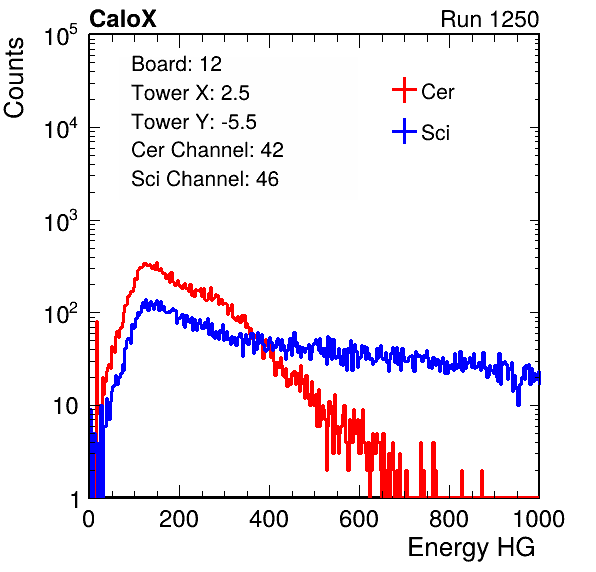 CaloX Run 1250
Counts
10^5
10^4
10^3
10^2
10
1
Board: 12
Tower X: 2.5
Tower Y: -5.5
Cer Channel: 42
Sci Channel: 46
Cer
Sci
0 200 400 600 800 1000
Energy HG